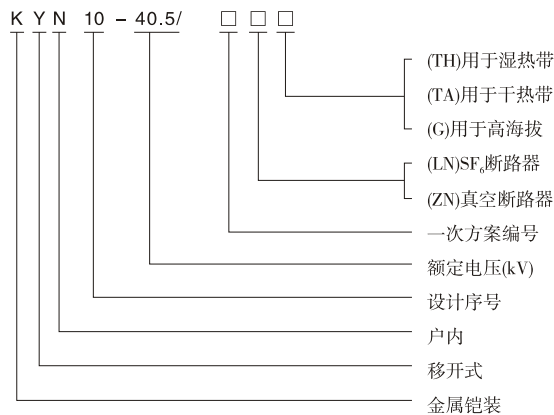 KYN10-40.5/□□□
(TH)用于湿热带
(TA)用于干热带
(G)用于高海拔
(LN)SF₆断路器
(ZN)真空断路器
一次方案编号
额定电压(kV)
设计序号
户内
移开式
金属铠装